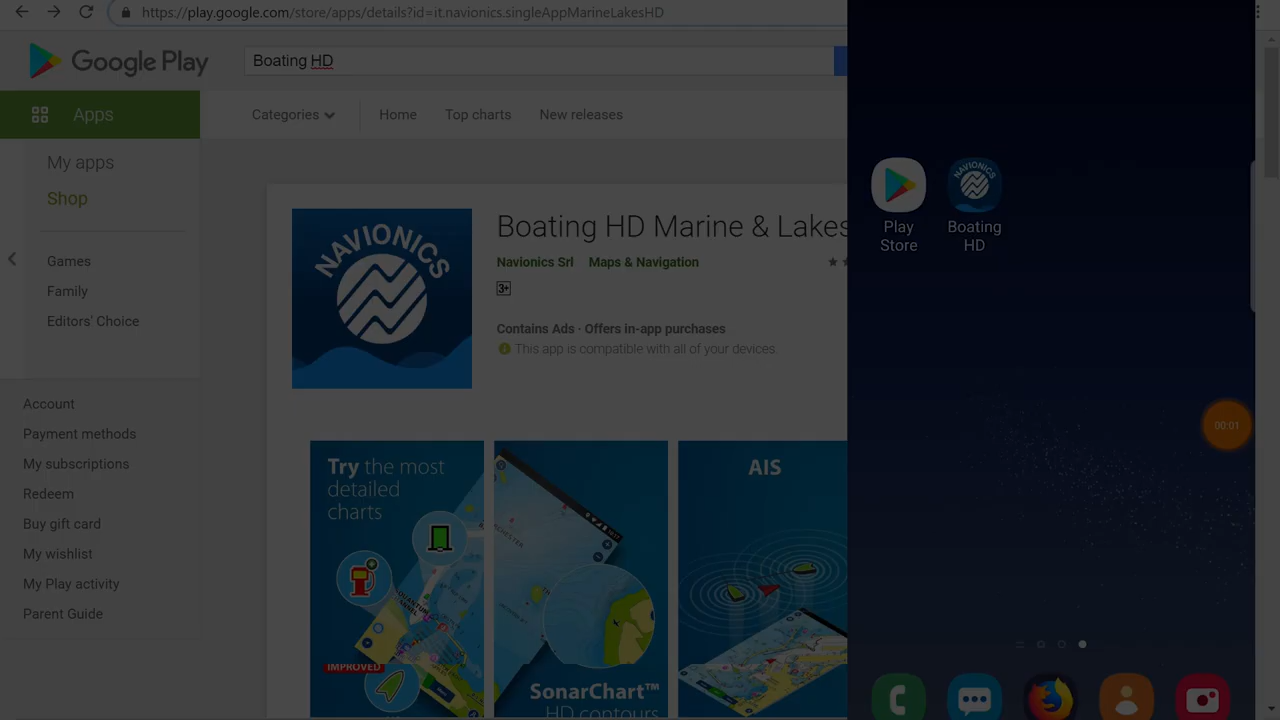 https://play.google.com/store/apps/details?id=it.navionics.singleAppMarineLakesHD
Google Play
Boating HD
Apps
Categories
Home
Top charts
New releases
My apps
Shop
Games
Family
Editors' Choice
Account
Payment methods
My subscriptions
Redeem
Buy gift card
My wishlist
My Play activity
Parent Guide
NAVIONICS
Boating HD Marine & Lakes
Navionics Srl Maps & Navigation
3+
Contains Ads · Offers in-app purchases
This app is compatible with all of your devices.
Try the most
detailed
charts
IMPROVED
SonarChart™
HD contours
AIS
NAVIONICS
Play
Store
Boating
HD
00:01